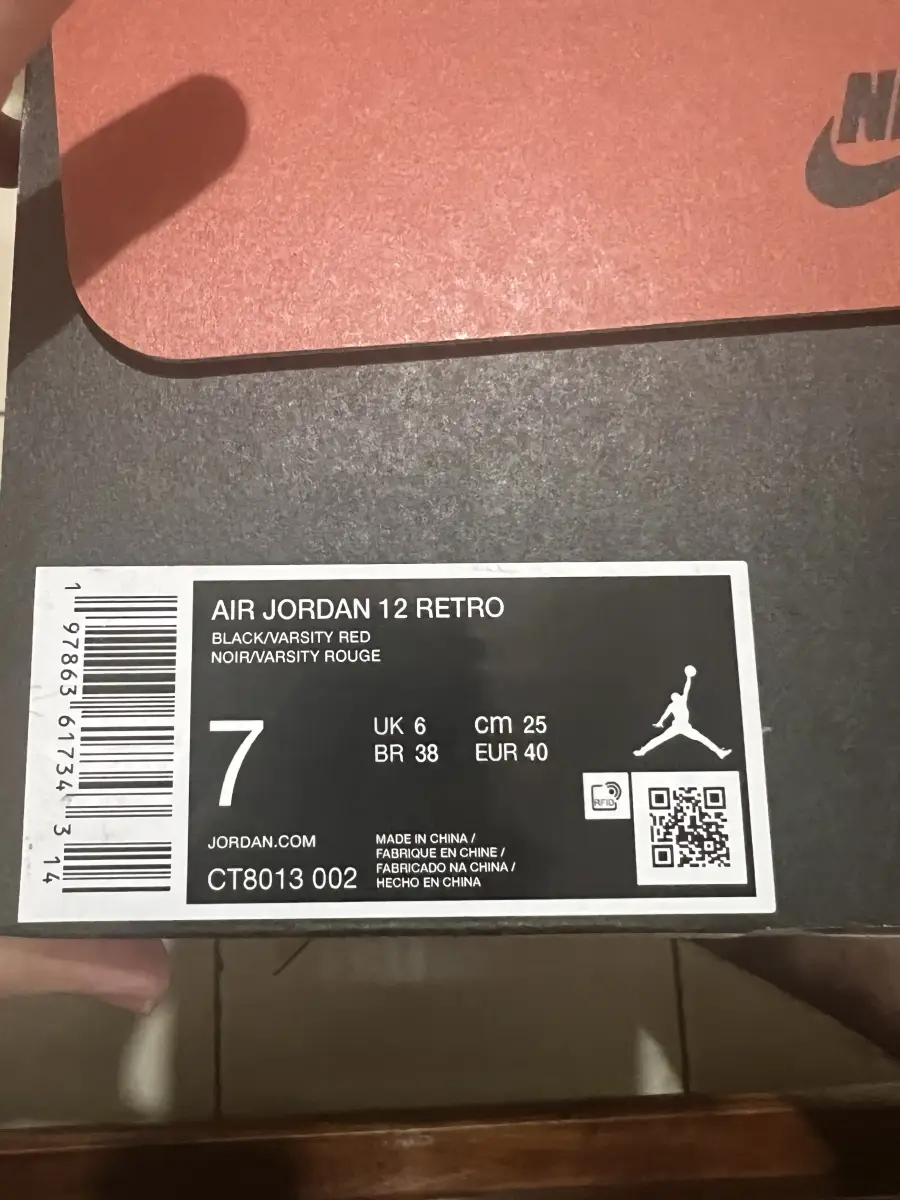 AIR JORDAN 12 RETRO
BLACK/VARSITY RED
NOIR/VARSITY ROUGE
7
UK 6 cm 25
BR 38 EUR 40
RFID
JORDAN.COM
CT8013 002
MADE IN CHINA /
FABRIQUE EN CHINE /
FABRICADO NA CHINA /
HECHO EN CHINA
1 97863 61734 3 14